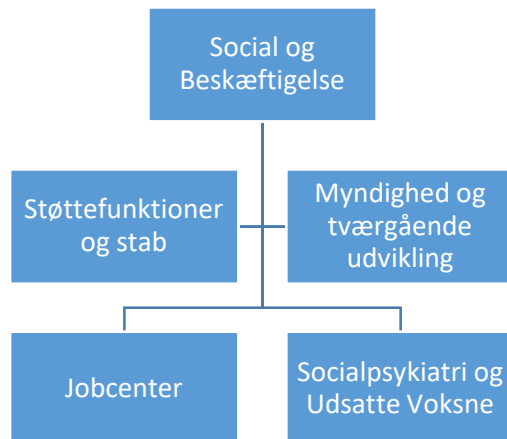 Social og
Beskæftigelse
Støttefunktioner
og stab
Myndighed og
tværgående
udvikling
Jobcenter
Socialpsykiatri og
Udsatte Voksne